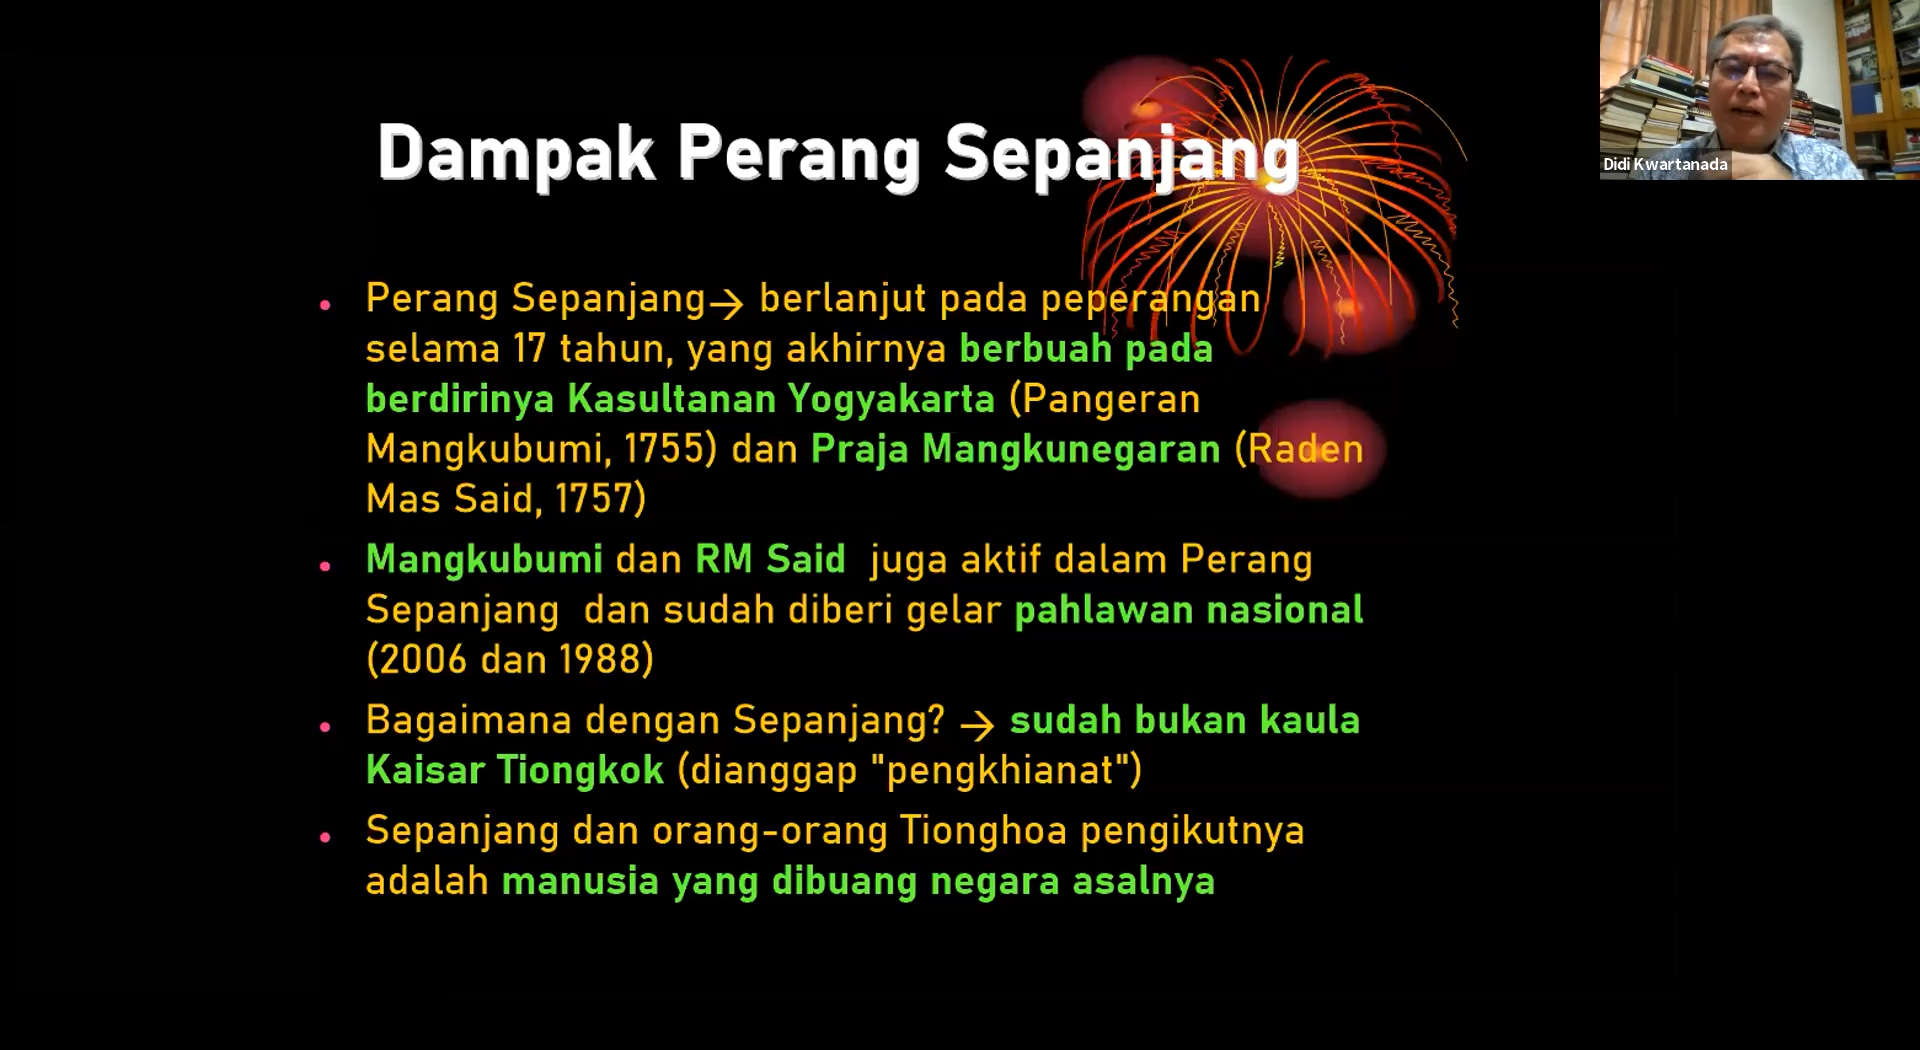 Dampak Perang Sepanjang
Didi Kwartanada
• Perang Sepanjang→ berlanjut pada peperangan
selama 17 tahun, yang akhirnya berbuah pada
berdirinya Kasultanan Yogyakarta (Pangeran
Mangkubumi, 1755) dan Praja Mangkunegaran (Raden
Mas Said, 1757)
• Mangkubumi dan RM Said juga aktif dalam Perang
Sepanjang dan sudah diberi gelar pahlawan nasional
(2006 dan 1988)
• Bagaimana dengan Sepanjang? → sudah bukan kaula
Kaisar Tiongkok (dianggap "pengkhianat")
• Sepanjang dan orang-orang Tionghoa pengikutnya
adalah manusia yang dibuang negara asalnya